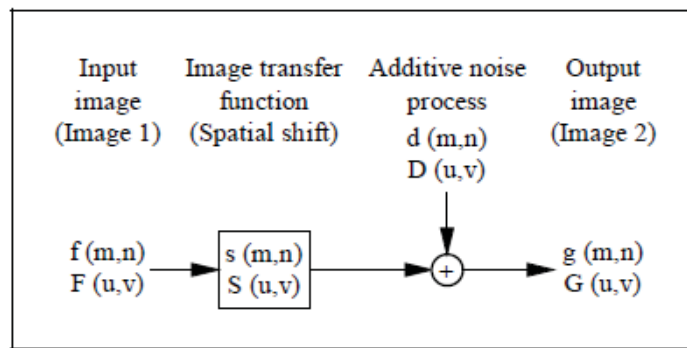 Input image (Image 1)
Image transfer function (Spatial shift)
Additive noise process
d (m,n)
D (u,v)
Output image (Image 2)
f (m,n)
F (u,v)
s (m,n)
S (u,v)
+
g (m,n)
G (u,v)